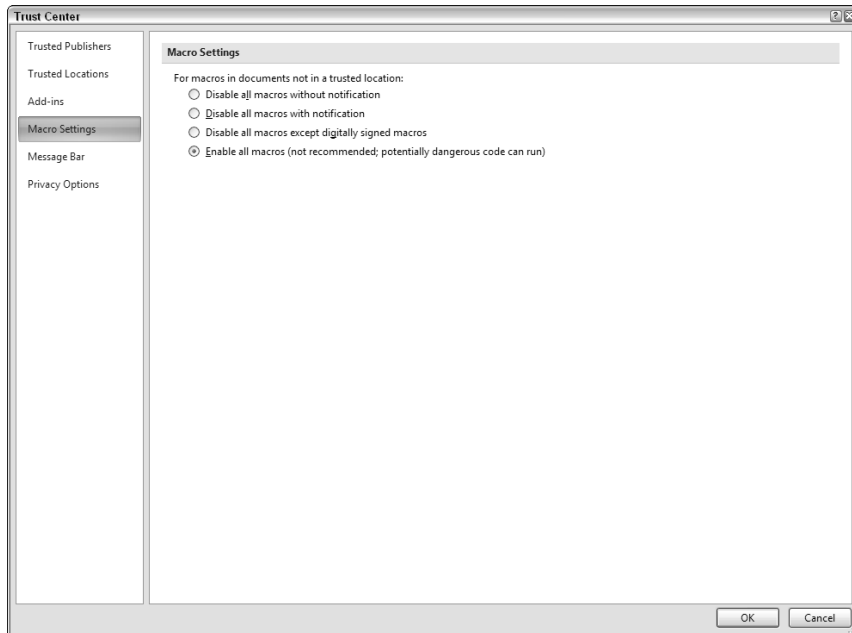 Trust Center
Trusted Publishers
Trusted Locations
Add-ins
Macro Settings
Message Bar
Privacy Options
Macro Settings
For macros in documents not in a trusted location:
Disable all macros without notification
Disable all macros with notification
Disable all macros except digitally signed macros
Enable all macros (not recommended; potentially dangerous code can run)
OK
Cancel